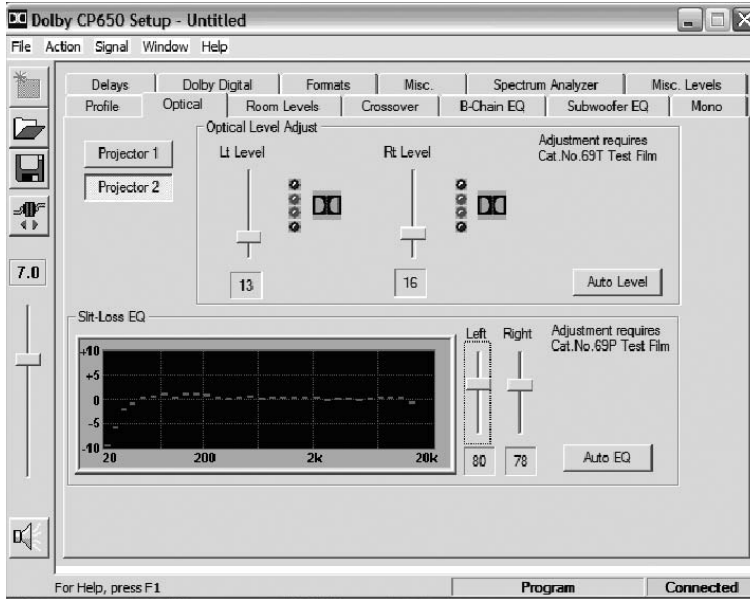 Dolby CP650 Setup - Untitled
File Action Signal Window Help
Delays Dolby Digital Formats Misc. Spectrum Analyzer Misc. Levels
Profile Optical Room Levels Crossover B-Chain EQ Subwoofer EQ Mono
Optical Level Adjust
Projector 1
Projector 2
Lt Level
Rt Level
Adjustment requires
Cat.No.69T Test Film
7.0
13
16
Auto Level
Slit-Loss EQ
+10
+5
0
-5
-10
20 200 2k 20k
Left Right
Adjustment requires
Cat.No.69P Test Film
80 78
Auto EQ
For Help, press F1
Program
Connected